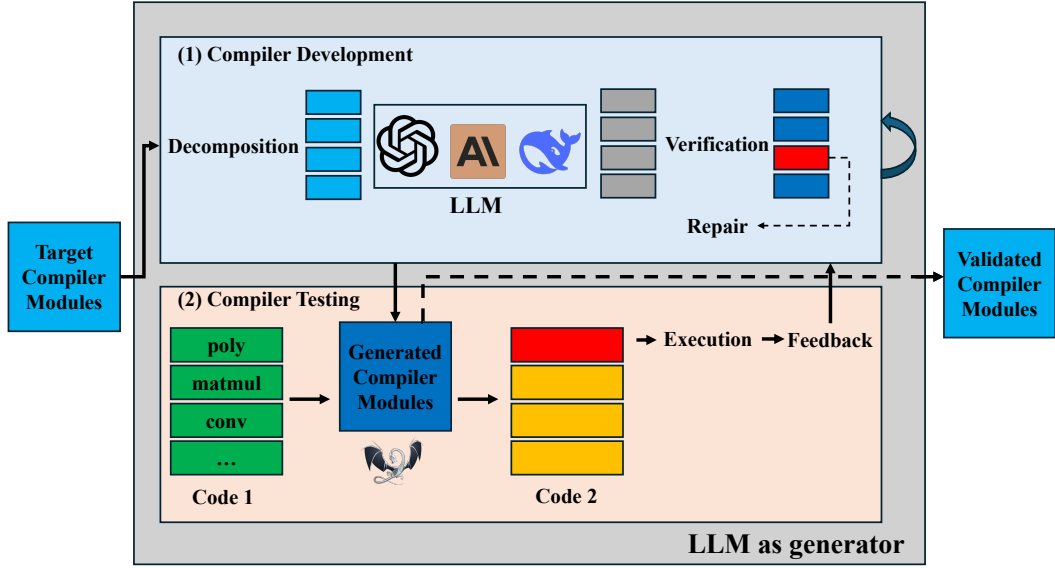 (1) Compiler Development
Decomposition
LLM
Verification
Repair
Target
Compiler
Modules
Validated
Compiler
Modules
(2) Compiler Testing
poly
matmul
conv
...
Code 1
Generated
Compiler
Modules
Code 2
Execution
Feedback
LLM as generator